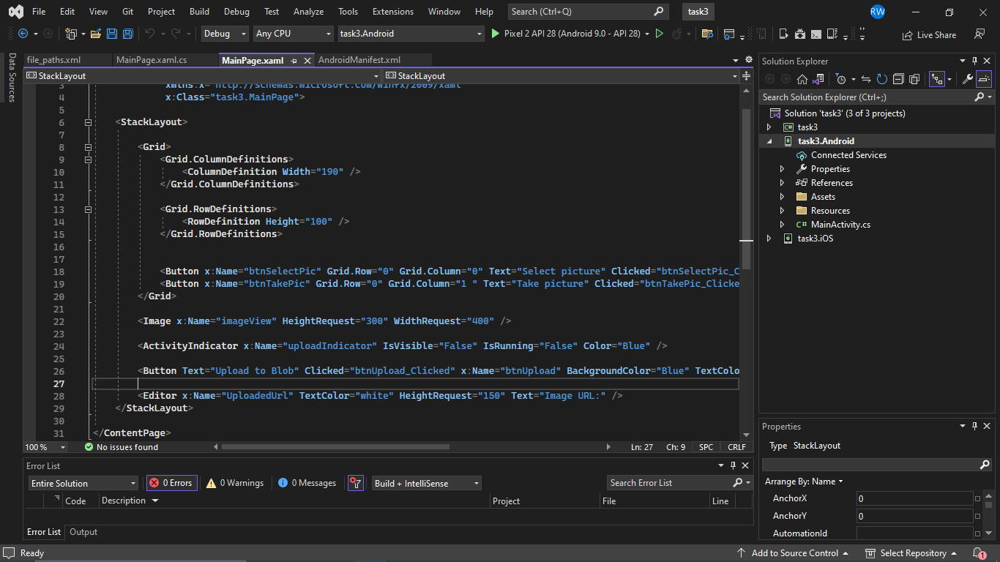 File Edit View Git Project Build Debug Test Analyze Tools Extensions Window Help Search (Ctrl+Q) task3 RW
Debug Any CPU task3.Android Pixel 2 API 28 (Android 9.0 - API 28) Live Share
Data Sources
file_paths.xml MainPage.xaml.cs MainPage.xaml AndroidManifest.xml
StackLayout StackLayout
3 xmlns:x="http://schemas.microsoft.com/winfx/2009/xaml"
4 x:Class="task3.MainPage">
5
6 <StackLayout>
7
8 <Grid>
9 <Grid.ColumnDefinitions>
10 <ColumnDefinition Width="190" />
11 </Grid.ColumnDefinitions>
12
13 <Grid.RowDefinitions>
14 <RowDefinition Height="100" />
15 </Grid.RowDefinitions>
16
17
18 <Button x:Name="btnSelectPic" Grid.Row="0" Grid.Column="0" Text="Select picture" Clicked="btnSelectPic_C
19 <Button x:Name="btnTakePic" Grid.Row="0" Grid.Column="1 " Text="Take picture" Clicked="btnTakePic_Clicke
20 </Grid>
21
22 <Image x:Name="imageView" HeightRequest="300" WidthRequest="400" />
23
24 <ActivityIndicator x:Name="uploadIndicator" IsVisible="False" IsRunning="False" Color="Blue" />
25
26 <Button Text="Upload to Blob" Clicked="btnUpload_Clicked" x:Name="btnUpload" BackgroundColor="Blue" TextColo
27
28 <Editor x:Name="UploadedUrl" TextColor="white" HeightRequest="150" Text="Image URL:" />
29 </StackLayout>
30
31 </ContentPage>
100 % No issues found Ln: 27 Ch: 9 SPC CRLF
Error List
Entire Solution 0 Errors 0 Warnings 0 Messages Build + IntelliSense Search Error List
Code Description Project File Line
Error List Output
Solution Explorer
Search Solution Explorer (Ctrl+;)
Solution 'task3' (3 of 3 projects)
C# task3
task3.Android
Connected Services
Properties
References
Assets
Resources
C# MainActivity.cs
task3.iOS
Properties
Type StackLayout
Arrange By: Name
AnchorX 0
AnchorY 0
AutomationId
Ready Add to Source Control Select Repository 1